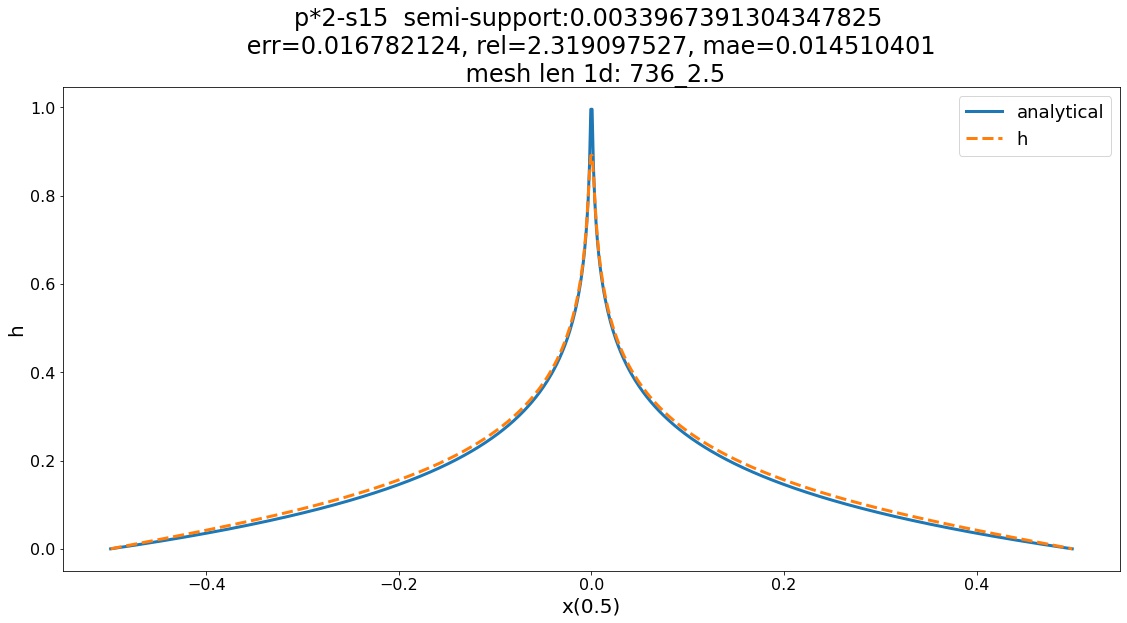 p*2-s15  semi-support:0.0033967391304347825
err=0.016782124, rel=2.319097527, mae=0.014510401
mesh len 1d: 736_2.5
analytical
h
1.0
0.8
0.6
0.4
0.2
0.0
h
−0.4
−0.2
0.0
0.2
0.4
x(0.5)